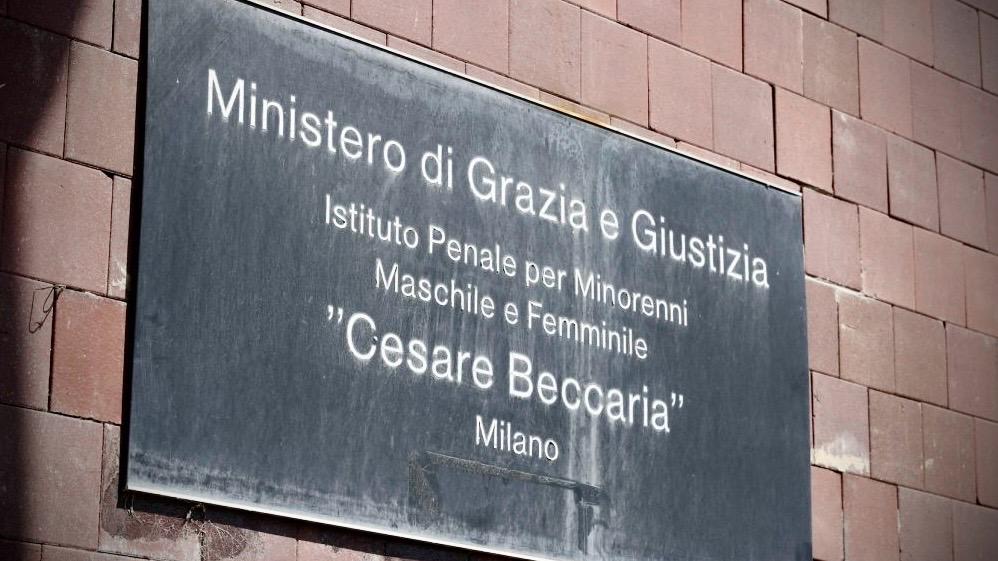 Ministero di Grazia e Giustizia
Istituto Penale per Minorenni
Maschile e Femminile
"Cesare Beccaria"
Milano